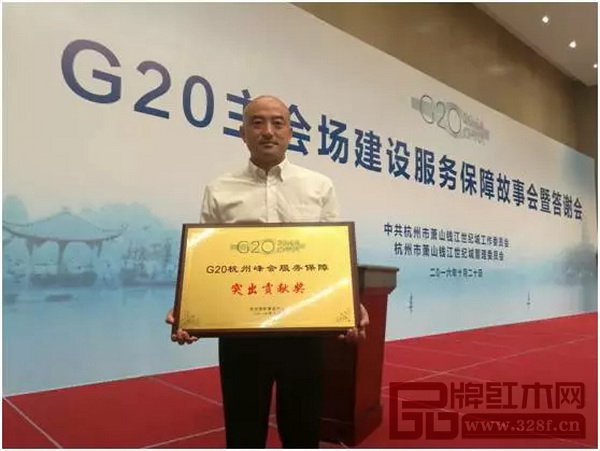 G20
G20主会场建设服务保障故事会暨答谢会
中共杭州市萧山钱江世纪城工作委员会
杭州市萧山钱江世纪城管理委员会
二〇一六年十月二十四日
G20
G20杭州峰会服务保障
突出贡献奖
品牌红木网
www.328f.cn